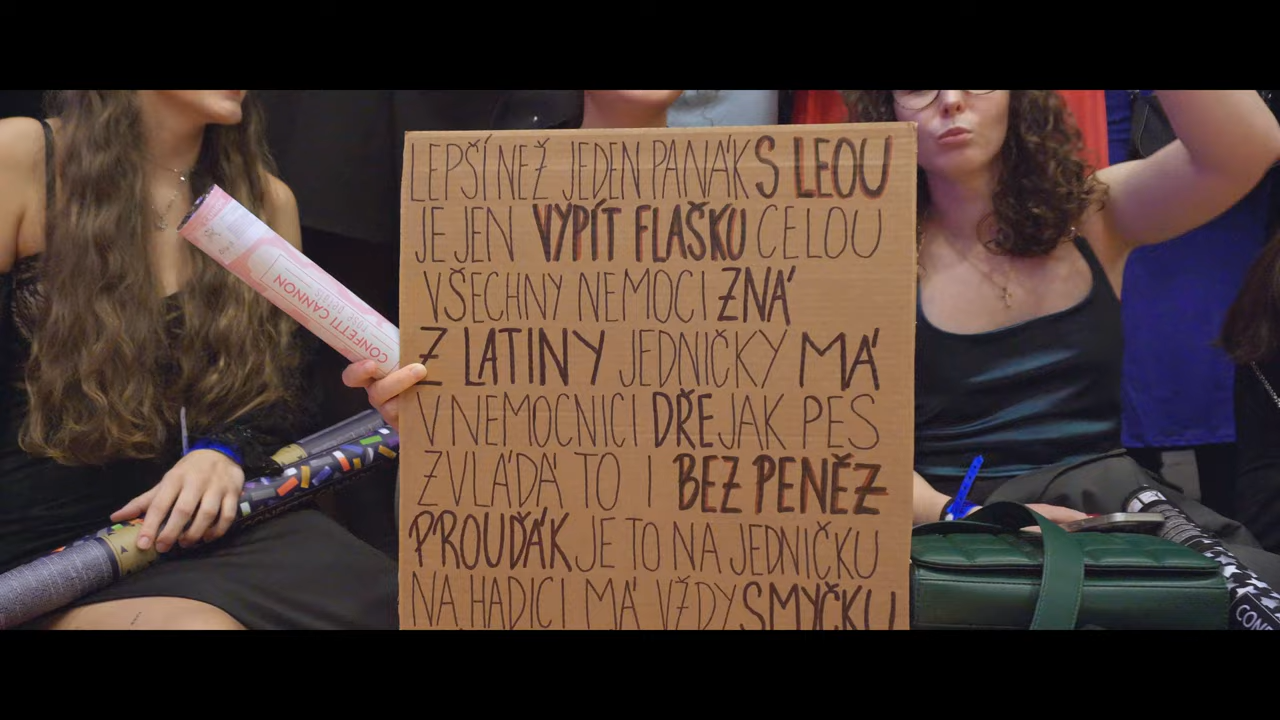 LEPŠÍ NEŽ JEDEN PANÁK S LEOU
JE JEN VYPÍT FLAŠKU CELOU
VŠECHNY NEMOCI ZNÁ
Z LATINY JEDNIČKY MÁ
V NEMOCNICI DŘE JAK PES
ZVLÁDÁ TO I BEZ PENĚZ
PROUĎÁK JE TO NA JEDNIČKU
NA HADICI MÁ VŽDY SMYČKU
CONFETTI CANNON